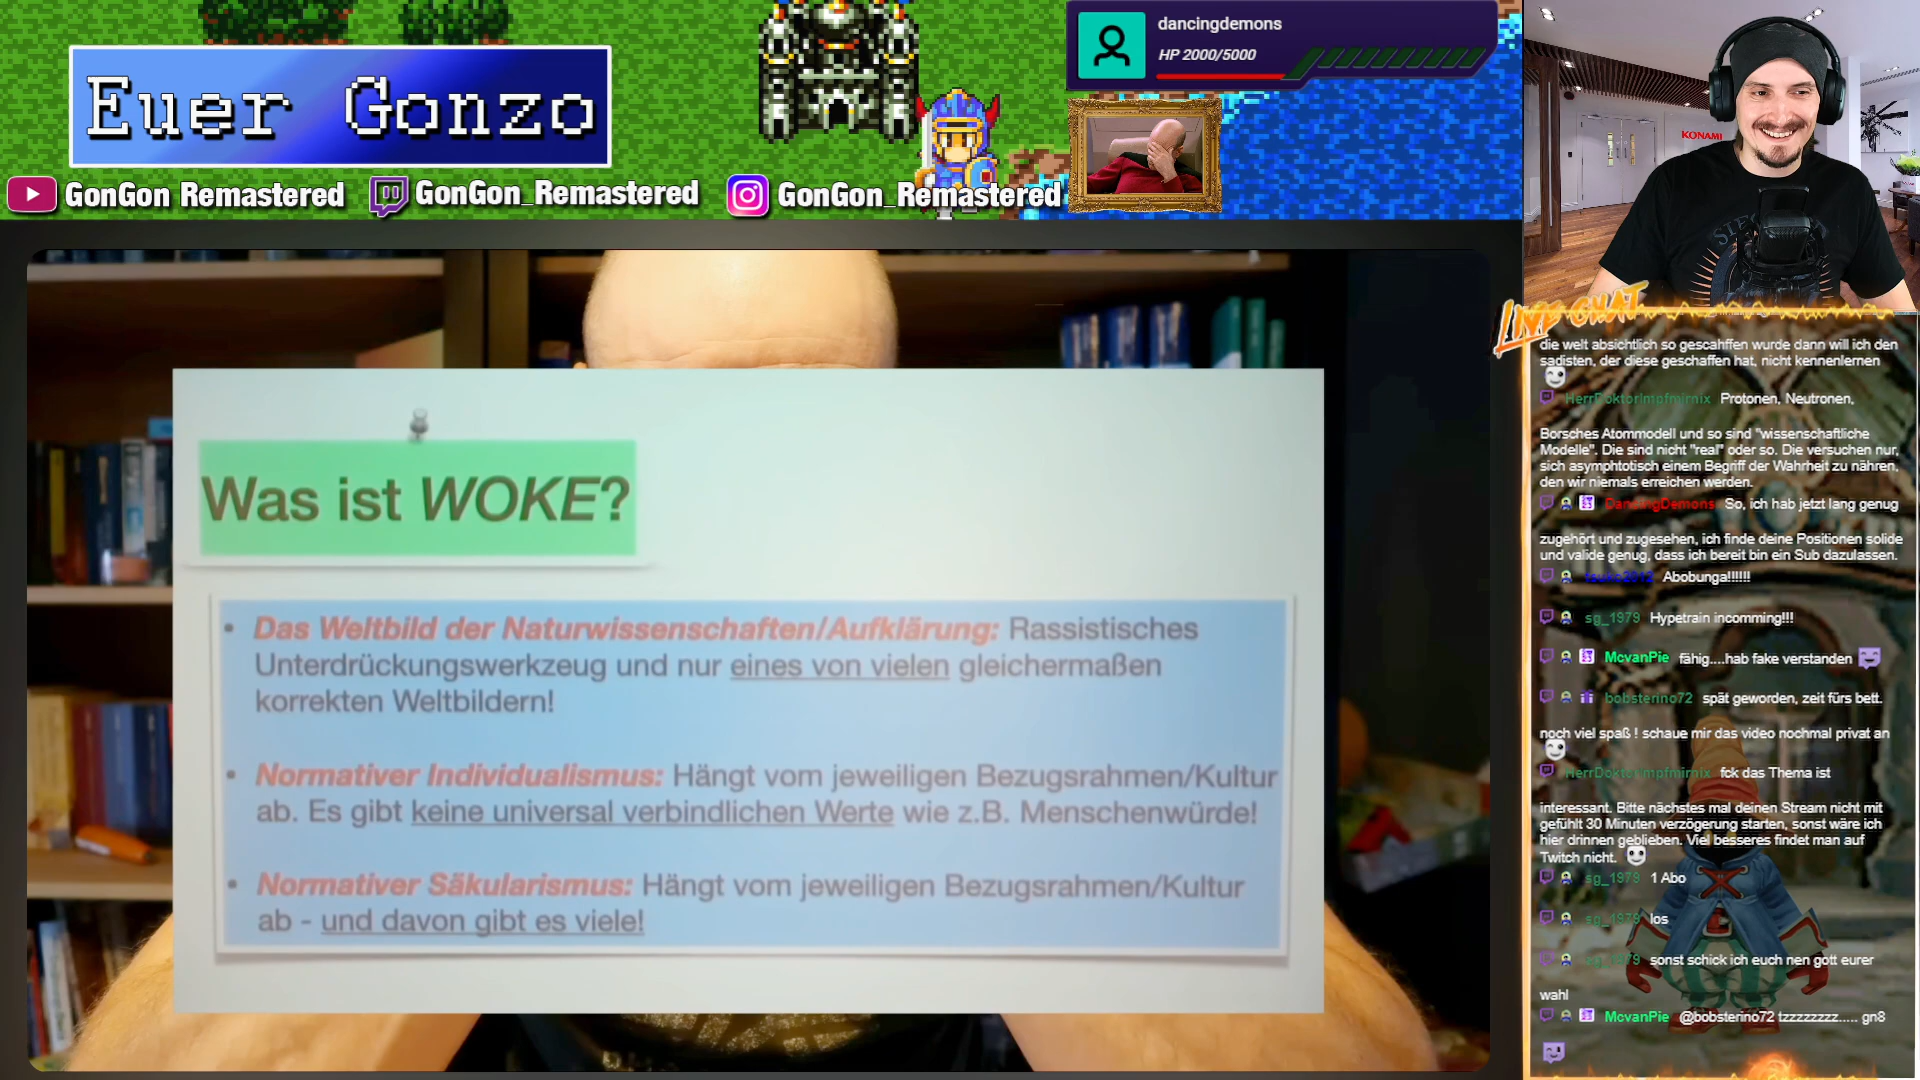 Euer Gonzo
GonGon Remastered
GonGon_Remastered
GonGon_Remastered
dancingdemons
HP 2000/5000
KONAMI
Was ist WOKE?
• Das Weltbild der Naturwissenschaften/Aufklärung: Rassistisches
Unterdrückungswerkzeug und nur eines von vielen gleichermaßen
korrekten Weltbildern!
• Normativer Individualismus: Hängt vom jeweiligen Bezugsrahmen/Kultur
ab. Es gibt keine universal verbindlichen Werte wie z.B. Menschenwürde!
• Normativer Säkularismus: Hängt vom jeweiligen Bezugsrahmen/Kultur
ab - und davon gibt es viele!
LIVE CHAT
die welt absichtlich so gescahffen wurde dann will ich den
sadisten, der diese geschaffen hat, nicht kennenlernen
HerrDoktorImpfmirnix Protonen, Neutronen,
Borsches Atommodell und so sind "wissenschaftliche
Modelle". Die sind nicht "real" oder so. Die versuchen nur,
sich asymphtotisch einem Begriff der Wahrheit zu nähren,
den wir niemals erreichen werden.
DancingDemons So, ich hab jetzt lang genug
zugehört und zugesehen, ich finde deine Positionen solide
und valide genug, dass ich bereit bin ein Sub dazulassen.
Abobunga!!!!!!
sg_1979 Hypetrain incomming!!!
McvanPie fähig....hab fake verstanden
bobsterino72 spät geworden, zeit fürs bett.
noch viel spaß ! schaue mir das video nochmal privat an
HerrDoktorImpfmirnix fck das Thema ist
interessant. Bitte nächstes mal deinen Stream nicht mit
gefühlt 30 Minuten verzögerung starten, sonst wäre ich
hier drinnen geblieben. Viel besseres findet man auf
Twitch nicht.
sg_1979 1 Abo
sg_1979 los
sg_1979 sonst schick ich euch nen gott eurer
wahl
McvanPie @bobsterino72 tzzzzzzzz..... gn8